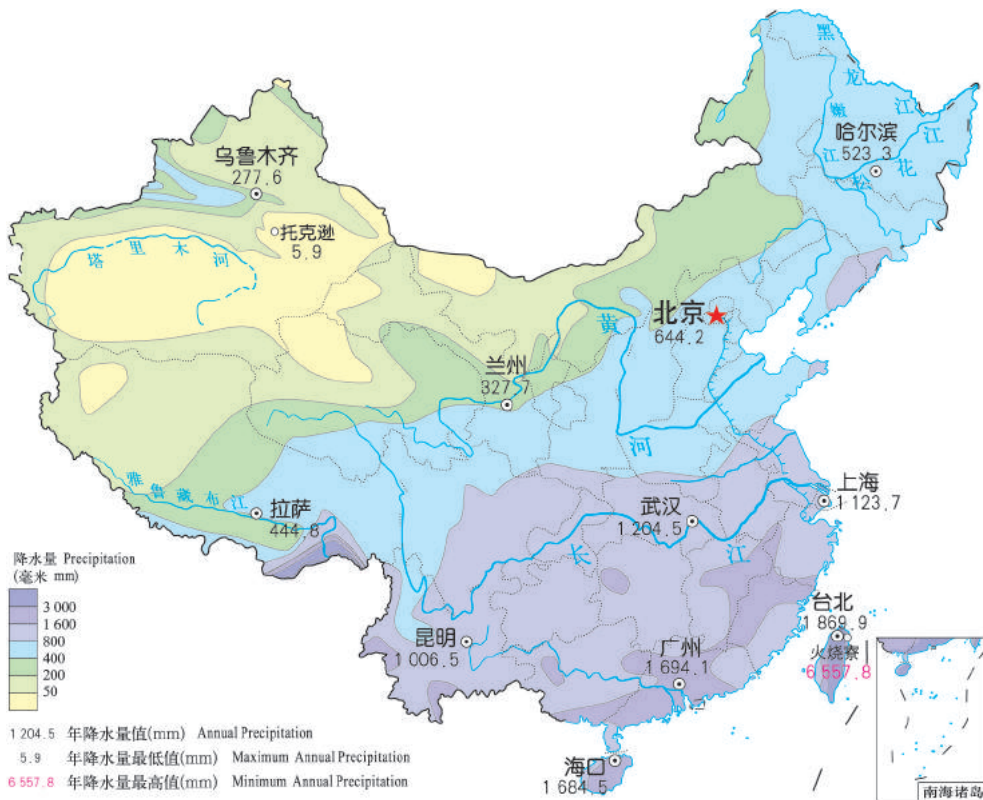 黑
龙
江
嫩
江
哈尔滨
523.3
松 花 江
乌鲁木齐
277.6
托克逊
5.9
塔 里 木 河
北京
644.2
黄
兰州
327.7
河
雅鲁藏布江
拉萨
444.8
上海
1 123.7
武汉
1 204.5
长 江
台北
1 869.9
火烧寮
6 557.8
昆明
1 006.5
广州
1 694.1
海口
1 684.5
降水量 Precipitation
(毫米 mm)
3 000
1 600
800
400
200
50
1 204.5 年降水量值(mm) Annual Precipitation
5.9 年降水量最低值(mm) Maximum Annual Precipitation
6 557.8 年降水量最高值(mm) Minimum Annual Precipitation
南海诸岛